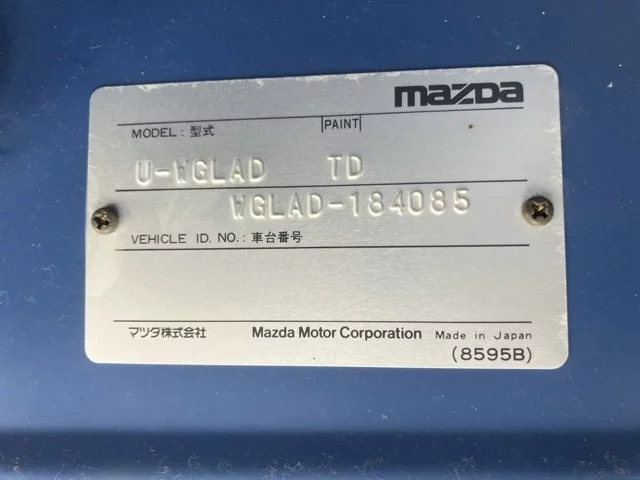 mazda
MODEL : 型式 |PAINT|
U-WGLAD TD
WGLAD-184085
VEHICLE ID. NO. : 車台番号
マツダ株式会社 Mazda Motor Corporation Made in Japan
(8595B)